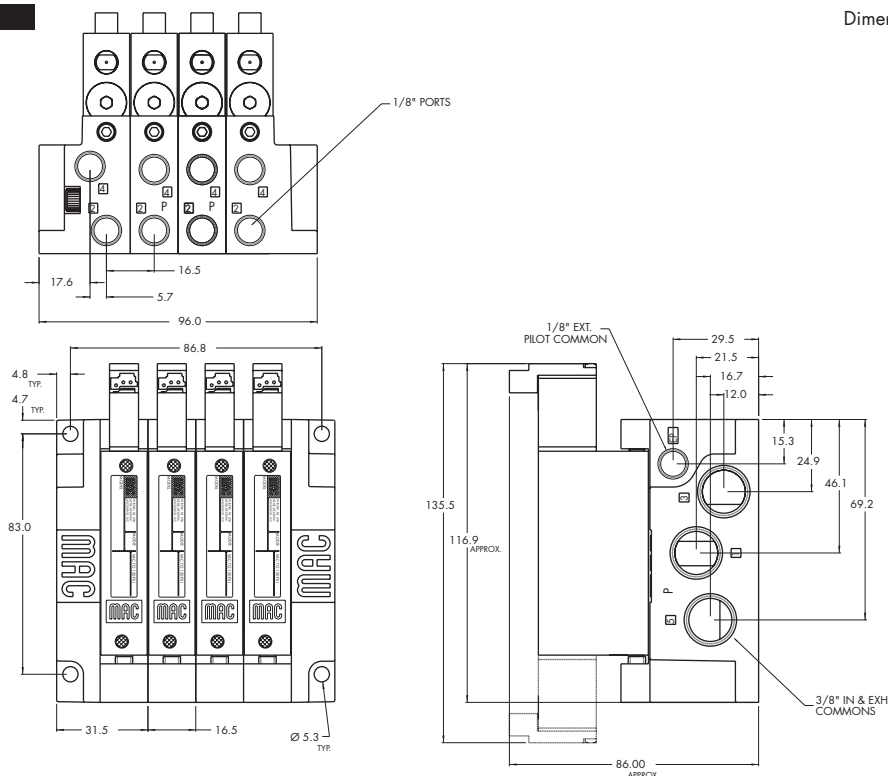 Dimen
1/8" PORTS
4
4
4
4
2
2
P
2
P
2
16.5
17.6
5.7
96.0
86.8
4.8
TYP.
4.7
TYP.
83.0
MAC
MAC
MAC
MAC
MAC
MAC
31.5
16.5
Ø 5.3
TYP.
1/8" EXT.
PILOT COMMON
29.5
21.5
16.7
12.0
EP
15.3
24.9
46.1
69.2
135.5
116.9
APPROX.
3
1
P
5
3/8" IN & EXH
COMMONS
86.00
APPROX.